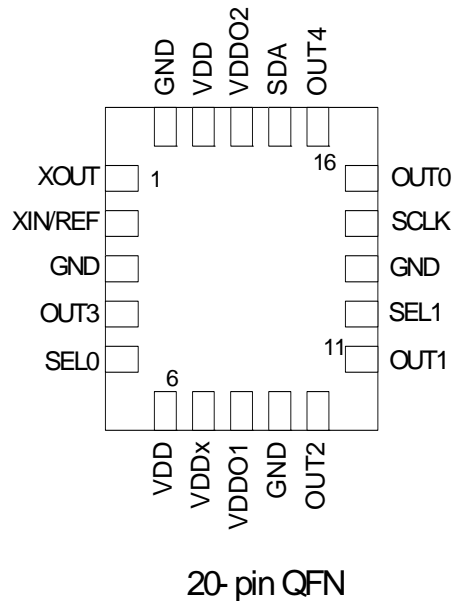 GND
VDD
VDDO2
SDA
OUT4
XOUT
1
16
OUT0
XIN/REF
SCLK
GND
GND
OUT3
SEL1
SEL0
11
OUT1
6
VDD
VDDx
VDDO1
GND
OUT2
20- pin QFN